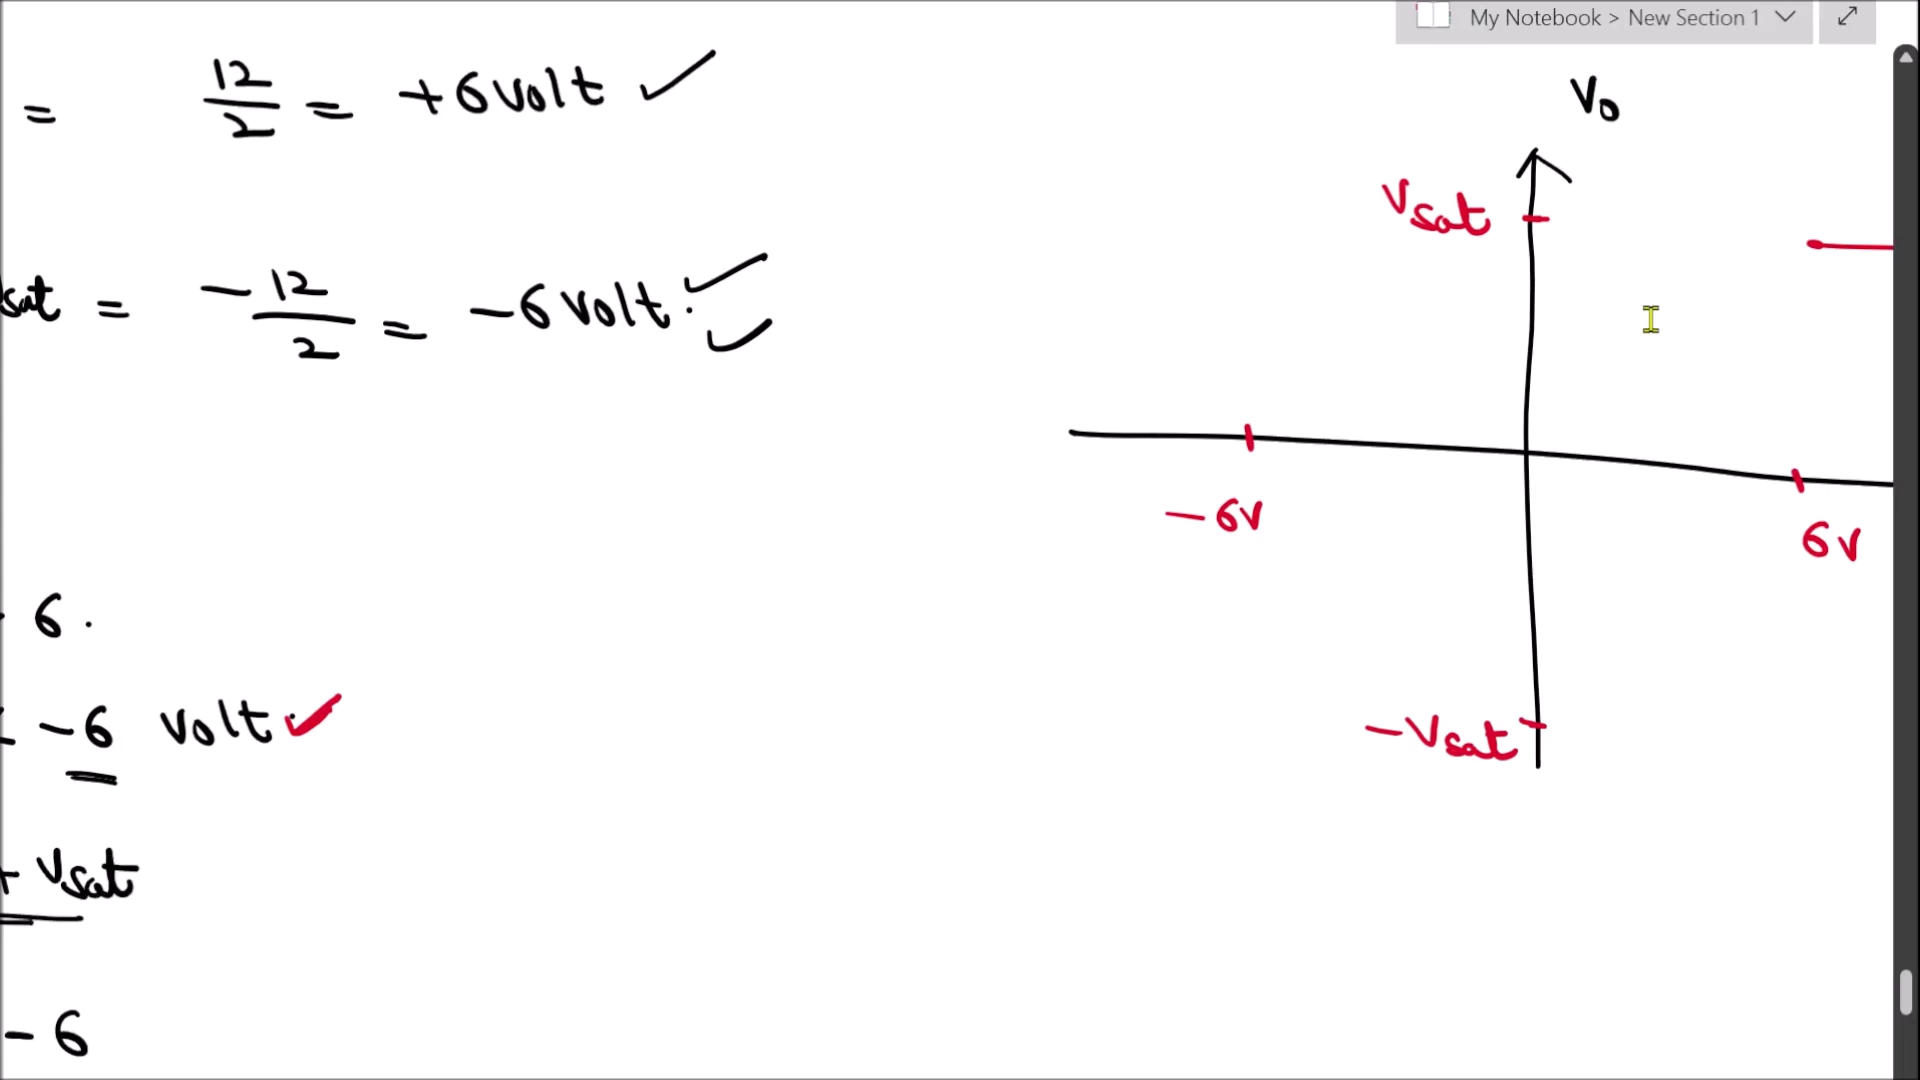 My Notebook > New Section 1
= 12/2 = +6 volt ✓
sat = -12/2 = -6 volt. ✓ ✓
6.
-6 volt ✓
+ Vsat
-6
Vo
Vsat
-6V
6V
-Vsat